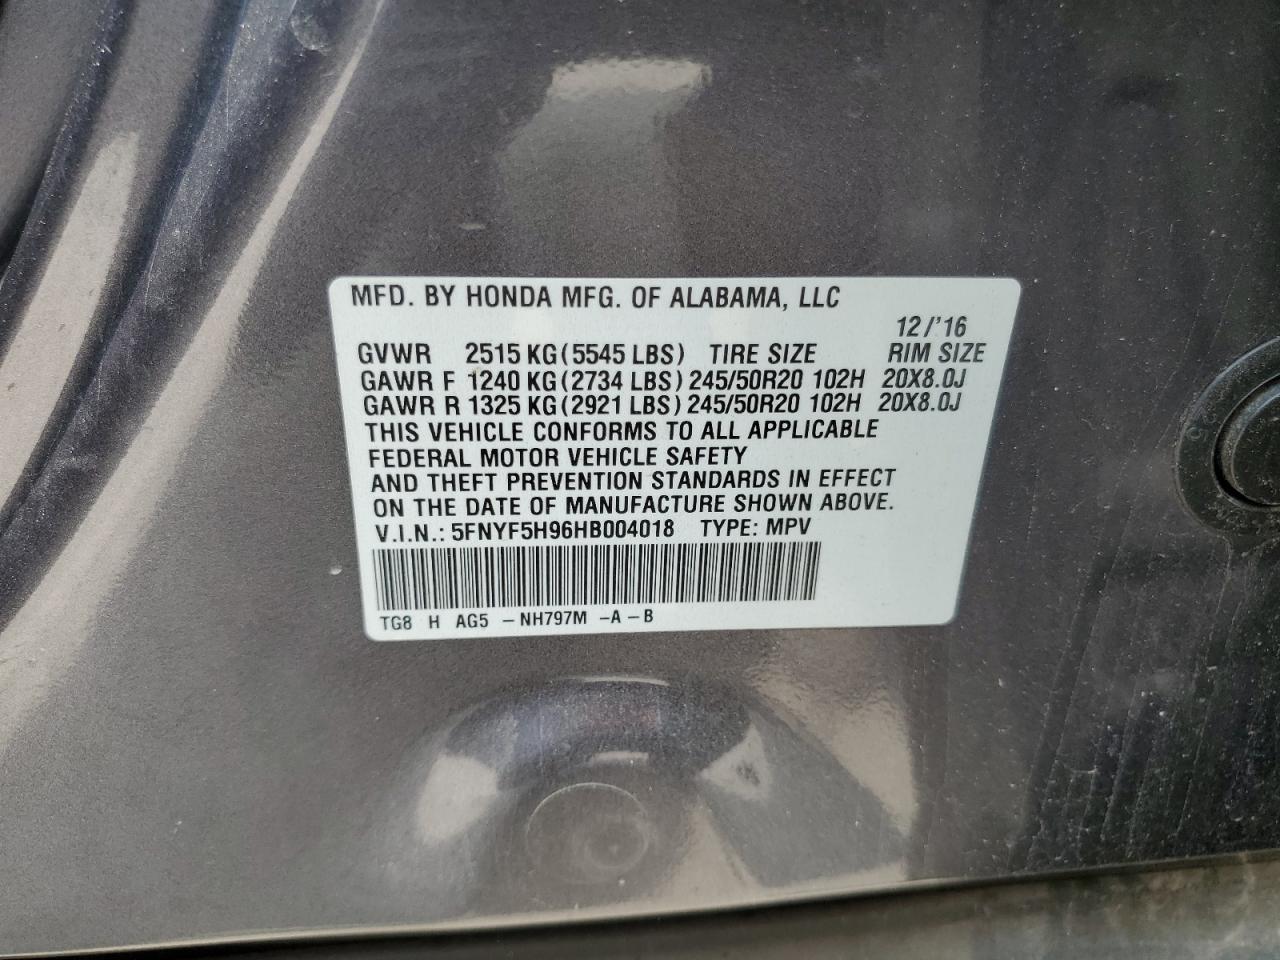 MFD. BY HONDA MFG. OF ALABAMA, LLC
12/'16
GVWR 2515 KG (5545 LBS) TIRE SIZE RIM SIZE
GAWR F 1240 KG (2734 LBS) 245/50R20 102H 20X8.0J
GAWR R 1325 KG (2921 LBS) 245/50R20 102H 20X8.0J
THIS VEHICLE CONFORMS TO ALL APPLICABLE
FEDERAL MOTOR VEHICLE SAFETY
AND THEFT PREVENTION STANDARDS IN EFFECT
ON THE DATE OF MANUFACTURE SHOWN ABOVE.
V.I.N.: 5FNYF5H96HB004018 TYPE: MPV
TG8 H AG5 – NH797M –A – B